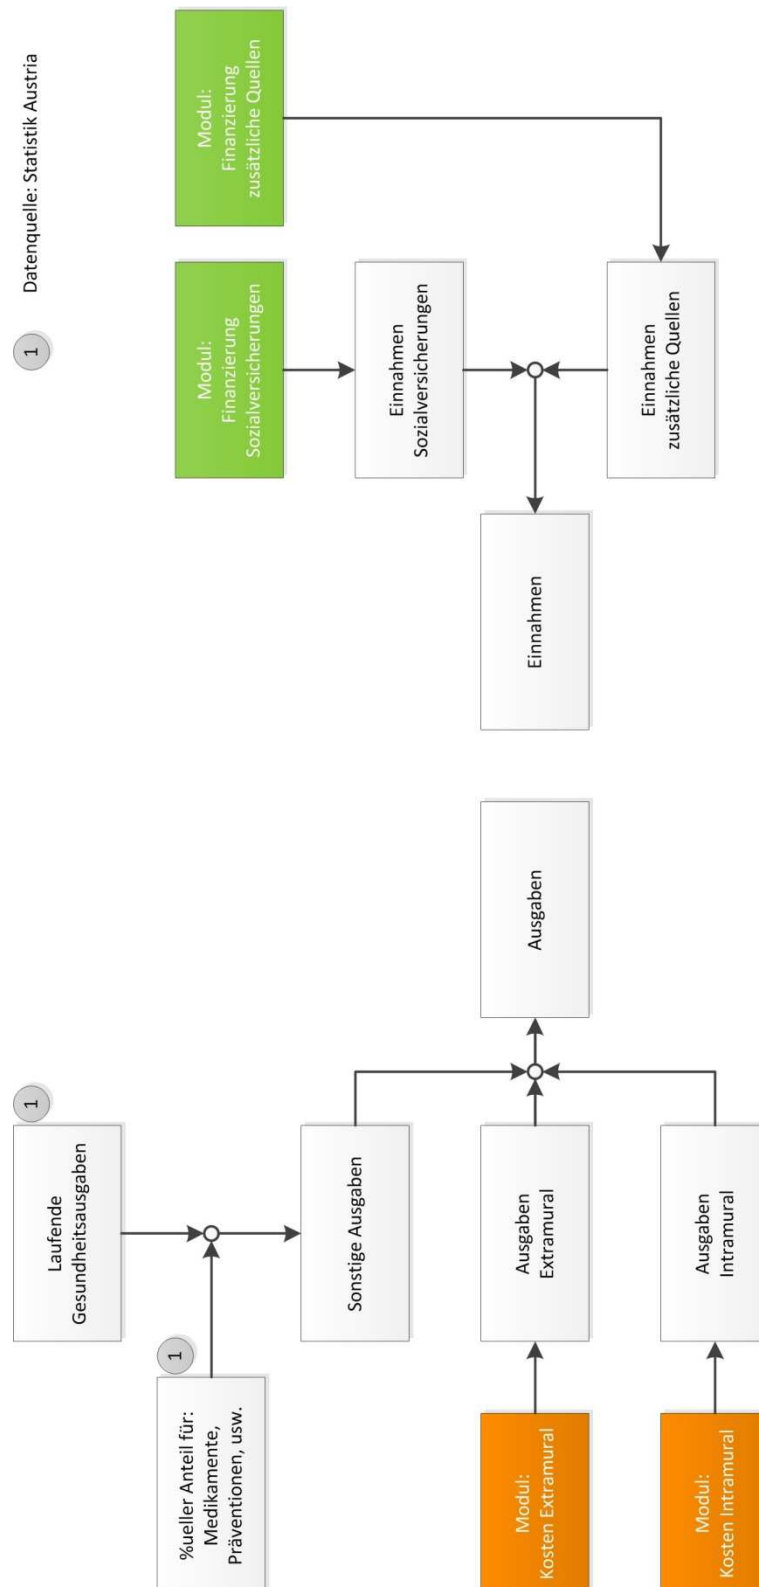 Laufende
Gesundheitsausgaben
1
%ueller Anteil für:
Medikamente,
Präventionen, usw.
1
Sonstige Ausgaben
Modul:
Kosten Extramural
Ausgaben
Extramural
Modul:
Kosten Intramural
Ausgaben
Intramural
Ausgaben
Einnahmen
1
Datenquelle: Statistik Austria
Modul:
Finanzierung
Sozialversicherungen
Modul:
Finanzierung
zusätzliche Quellen
Einnahmen
Sozialversicherungen
Einnahmen
zusätzliche Quellen